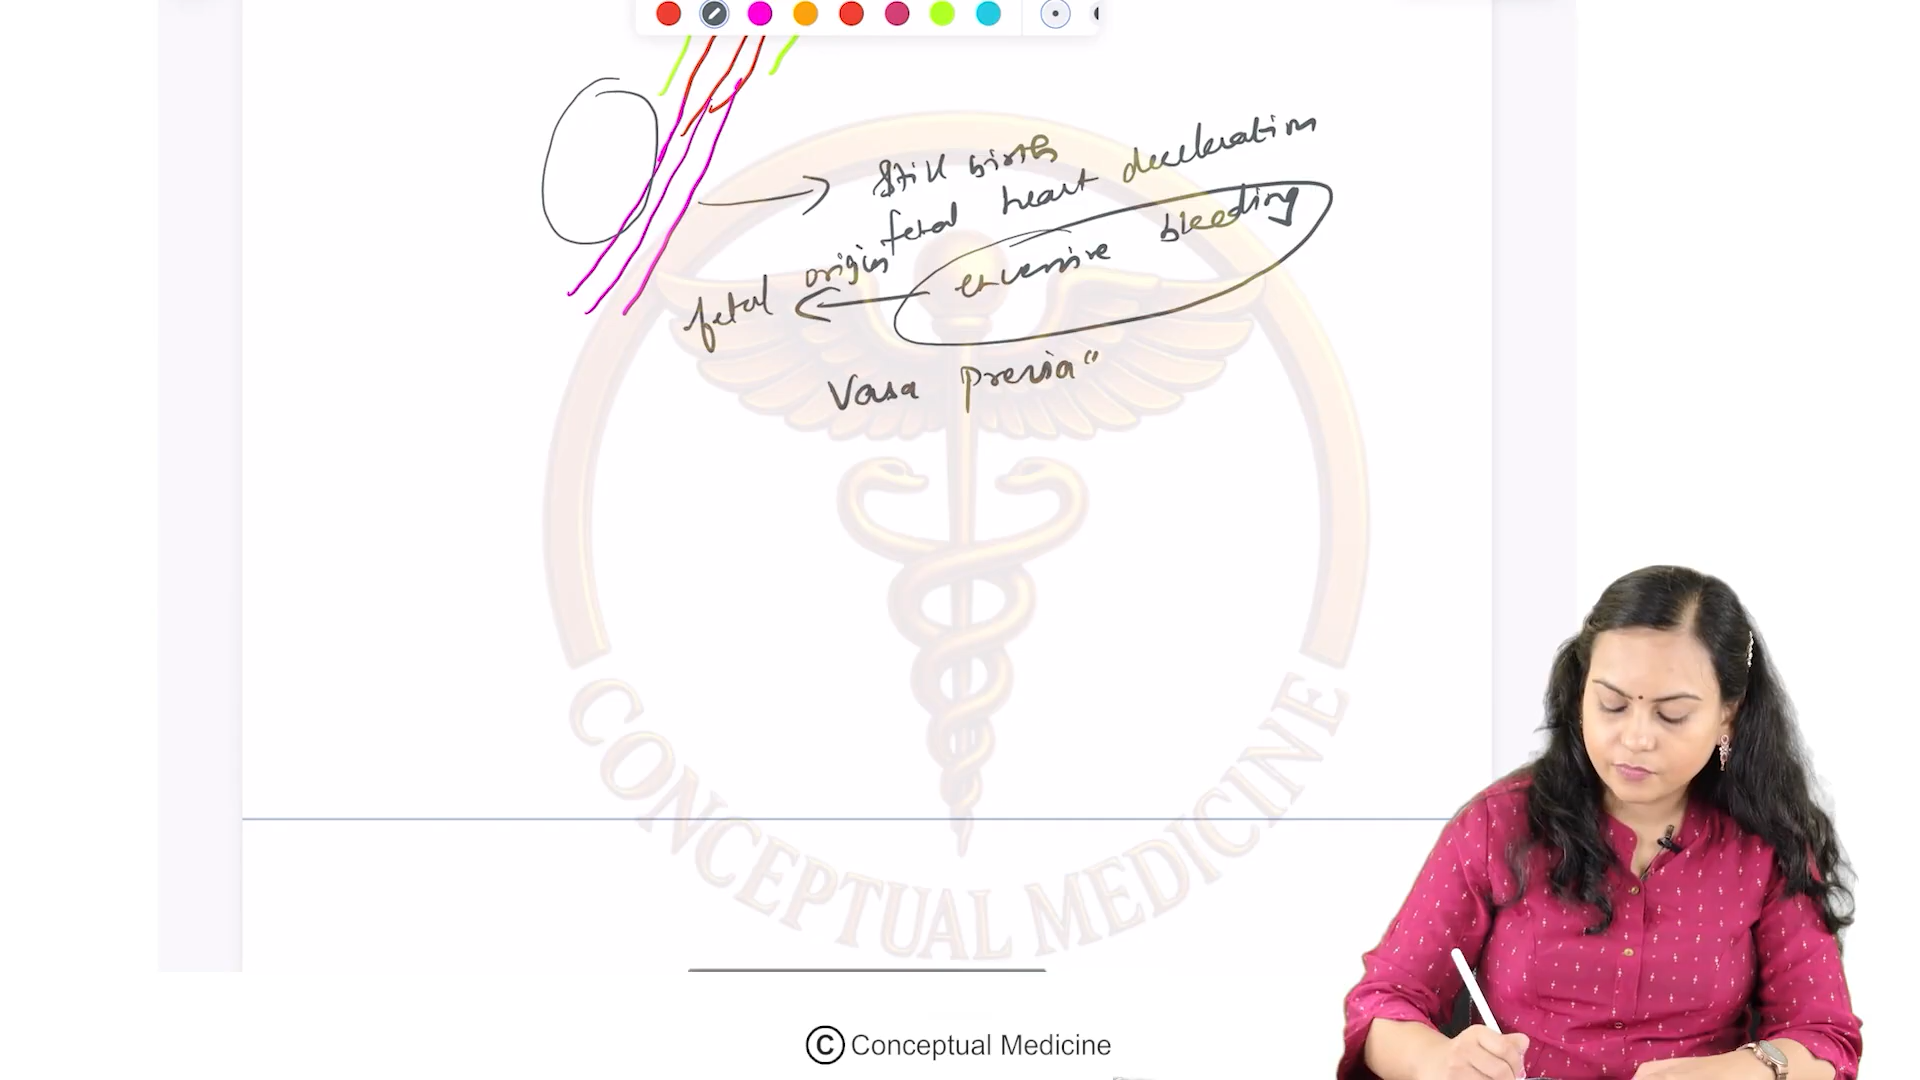 Still birth
fetal heart deceleration
excessive bleeding
fetal origin
Vasa Previa"
CONCEPTUAL MEDICINE
© Conceptual Medicine